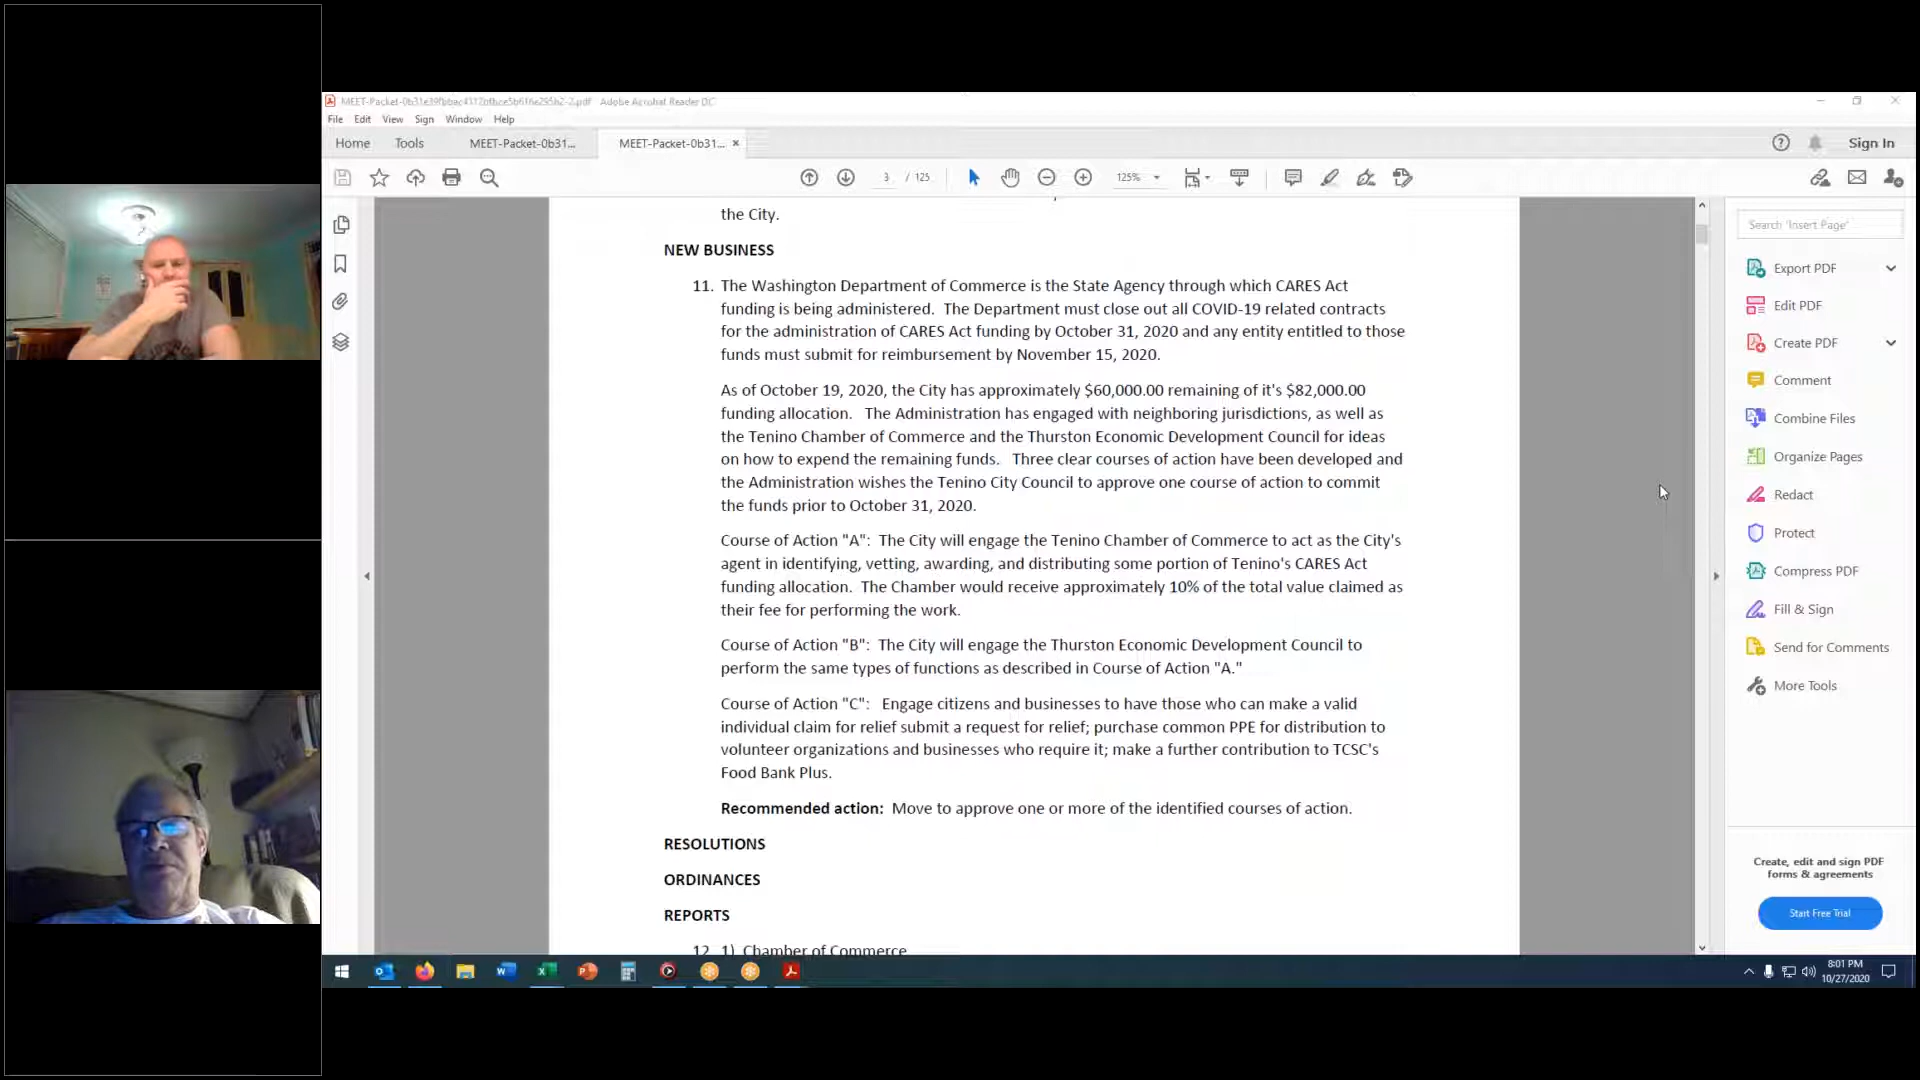 MEET-Packet-0b31e39fbbac4312bfbce5b616e295b2-2.pdf - Adobe Acrobat Reader DC
File Edit View Sign Window Help
Home Tools MEET-Packet-0b31... MEET-Packet-0b31... × Sign In
3 / 125 125%
the City.
NEW BUSINESS
11. The Washington Department of Commerce is the State Agency through which CARES Act
funding is being administered. The Department must close out all COVID-19 related contracts
for the administration of CARES Act funding by October 31, 2020 and any entity entitled to those
funds must submit for reimbursement by November 15, 2020.
As of October 19, 2020, the City has approximately $60,000.00 remaining of it's $82,000.00
funding allocation. The Administration has engaged with neighboring jurisdictions, as well as
the Tenino Chamber of Commerce and the Thurston Economic Development Council for ideas
on how to expend the remaining funds. Three clear courses of action have been developed and
the Administration wishes the Tenino City Council to approve one course of action to commit
the funds prior to October 31, 2020.
Course of Action "A": The City will engage the Tenino Chamber of Commerce to act as the City's
agent in identifying, vetting, awarding, and distributing some portion of Tenino's CARES Act
funding allocation. The Chamber would receive approximately 10% of the total value claimed as
their fee for performing the work.
Course of Action "B": The City will engage the Thurston Economic Development Council to
perform the same types of functions as described in Course of Action "A."
Course of Action "C": Engage citizens and businesses to have those who can make a valid
individual claim for relief submit a request for relief; purchase common PPE for distribution to
volunteer organizations and businesses who require it; make a further contribution to TCSC's
Food Bank Plus.
Recommended action: Move to approve one or more of the identified courses of action.
RESOLUTIONS
ORDINANCES
REPORTS
12. 1) Chamber of Commerce
Search "Insert Page"
Export PDF
Edit PDF
Create PDF
Comment
Combine Files
Organize Pages
Redact
Protect
Compress PDF
Fill & Sign
Send for Comments
More Tools
Create, edit and sign PDF
forms & agreements
Start Free Trial
8:01 PM
10/27/2020